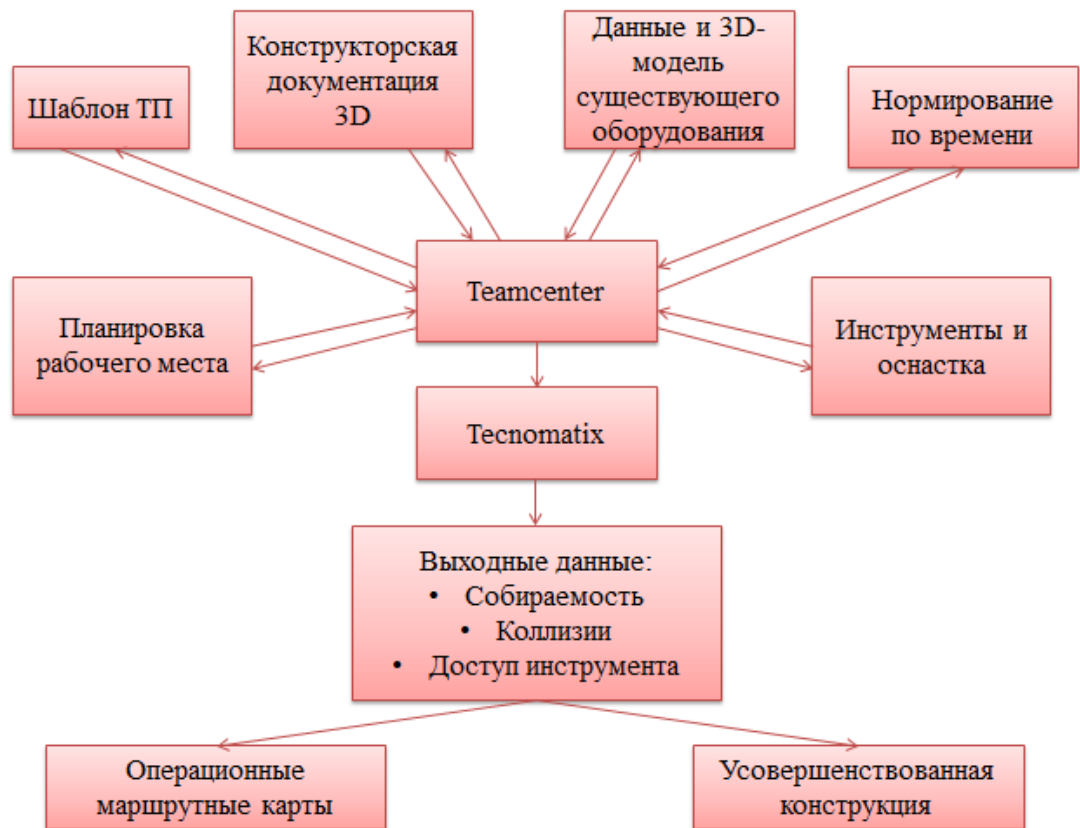 Шаблон ТП
Конструкторская
документация
3D
Данные и 3D-
модель
существующего
оборудования
Нормирование
по времени
Teamcenter
Планировка
рабочего места
Инструменты и
оснастка
Tecnomatix
Выходные данные:
• Собираемость
• Коллизии
• Доступ инструмента
Операционные
маршрутные карты
Усовершенствованная
конструкция